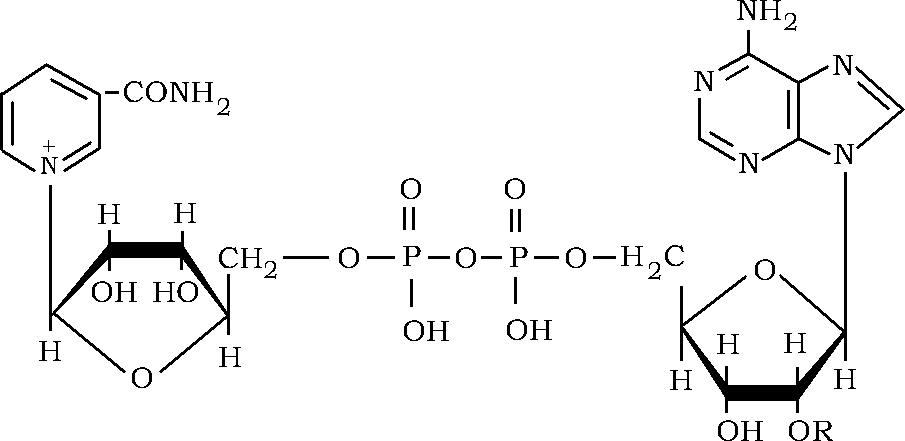 NH2
N N
CONH2
+
N N N
O O
H H
CH2 O P O P O H2C O
OH HO
OH OH
H H
H H
O
H H
OH OR